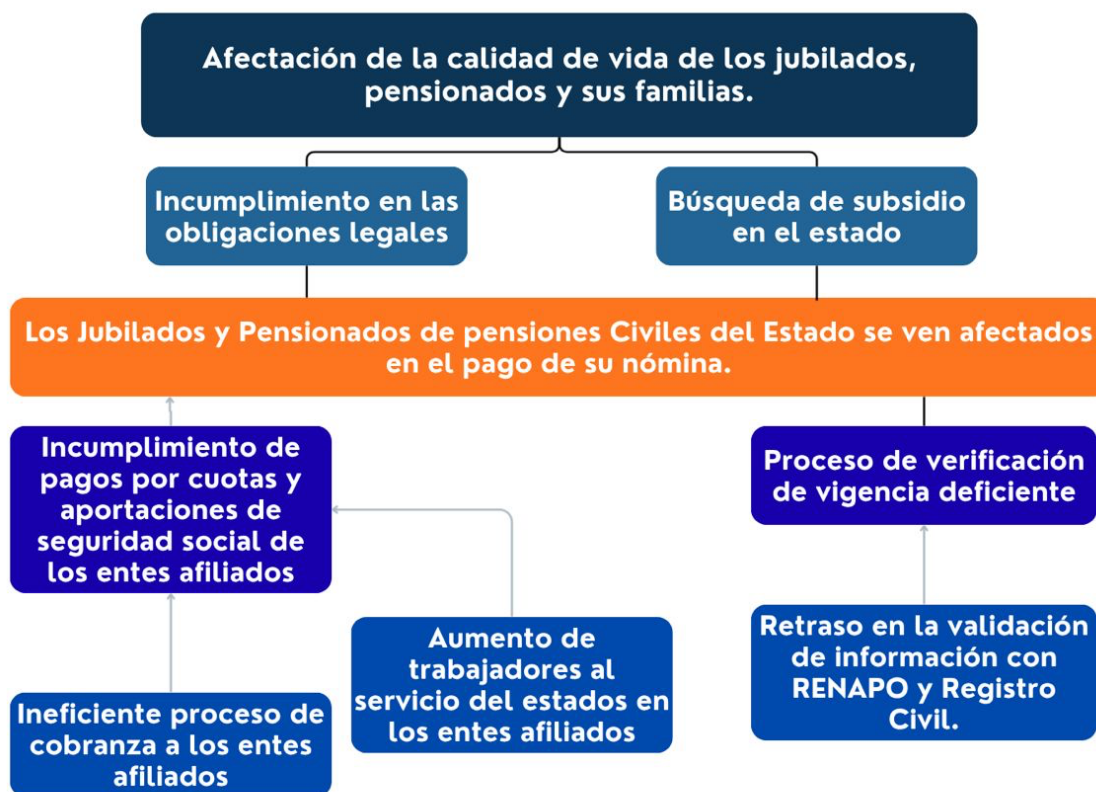 Afectación de la calidad de vida de los jubilados,
pensionados y sus familias.
Incumplimiento en las
obligaciones legales
Búsqueda de subsidio
en el estado
Los Jubilados y Pensionados de pensiones Civiles del Estado se ven afectados
en el pago de su nómina.
Incumplimiento de
pagos por cuotas y
aportaciones de
seguridad social de
los entes afiliados
Proceso de verificación
de vigencia deficiente
Ineficiente proceso de
cobranza a los entes
afiliados
Aumento de
trabajadores al
servicio del estados en
los entes afiliados
Retraso en la validación
de información con
RENAPO y Registro
Civil.